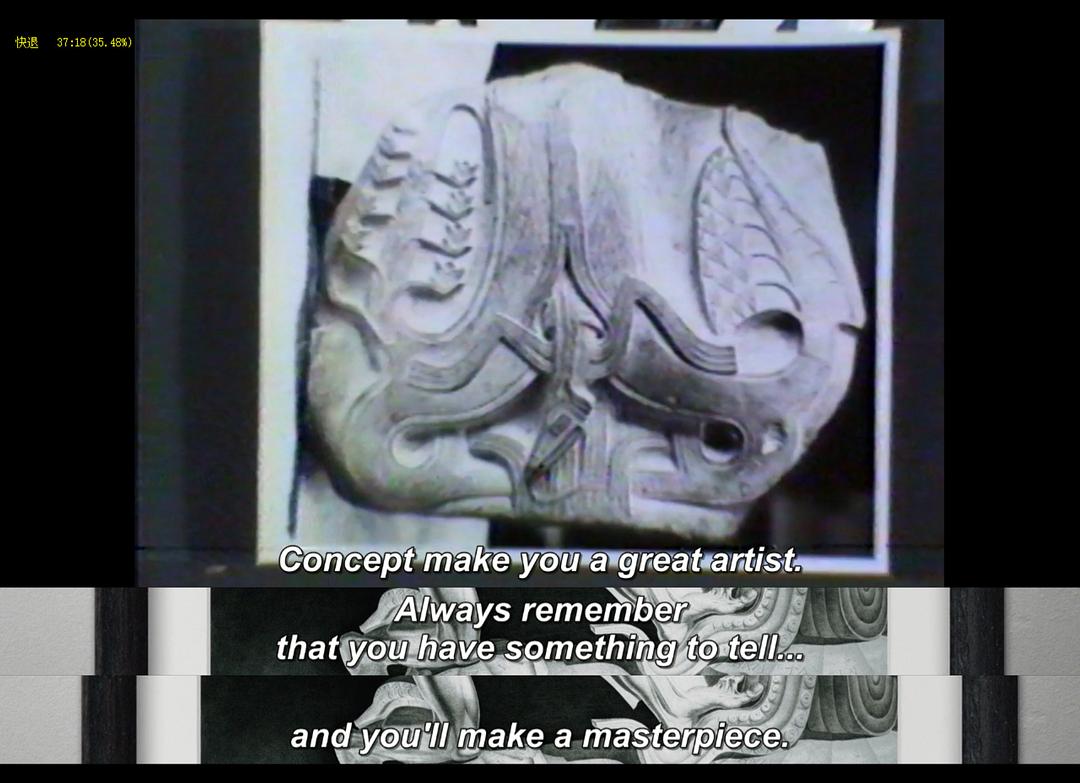 快退 37:18(35.48%)
Concept make you a great artist.
Always remember
that you have something to tell...
and you'll make a masterpiece.